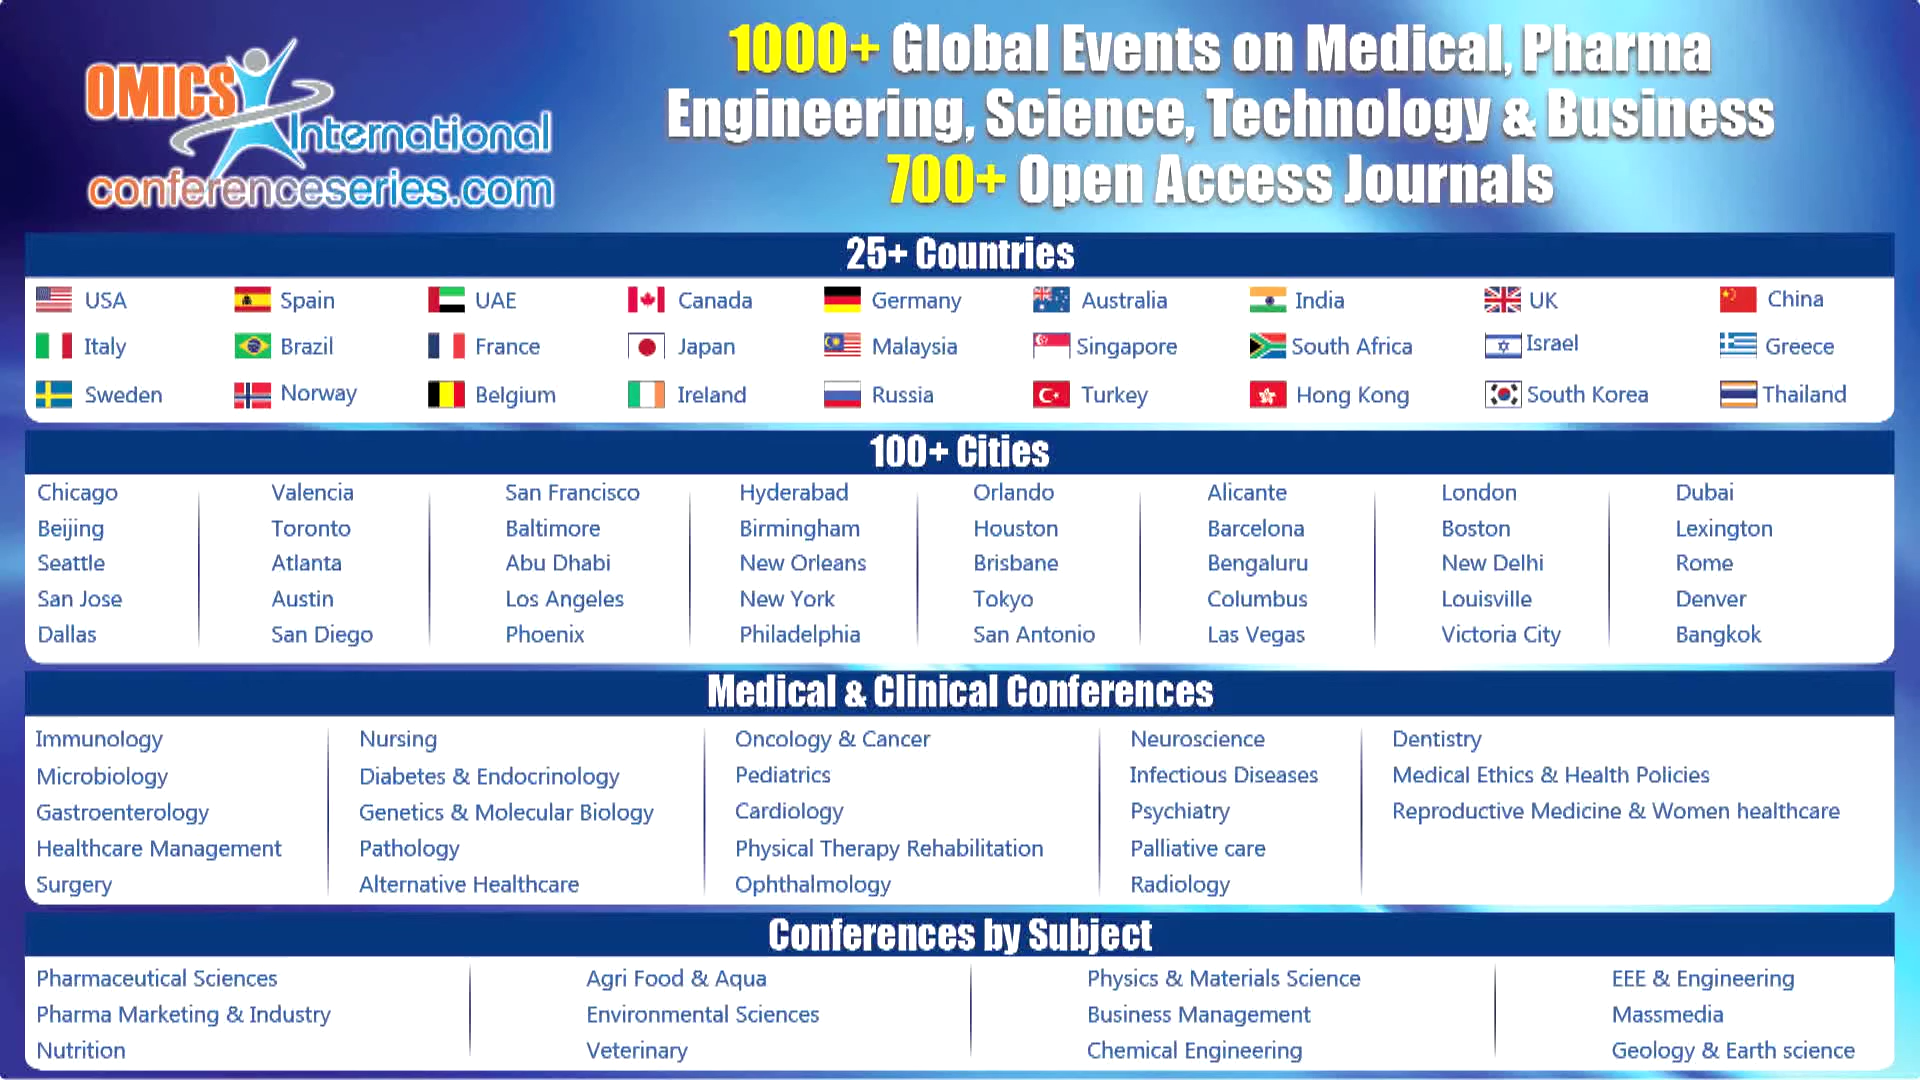 OMICS
International
conferenceseries.com
1000+ Global Events on Medical, Pharma
Engineering, Science, Technology & Business
700+ Open Access Journals
25+ Countries
USA Spain UAE Canada Germany Australia India UK China
Italy Brazil France Japan Malaysia Singapore South Africa Israel Greece
Sweden Norway Belgium Ireland Russia Turkey Hong Kong South Korea Thailand
100+ Cities
Chicago Valencia San Francisco Hyderabad Orlando Alicante London Dubai
Beijing Toronto Baltimore Birmingham Houston Barcelona Boston Lexington
Seattle Atlanta Abu Dhabi New Orleans Brisbane Bengaluru New Delhi Rome
San Jose Austin Los Angeles New York Tokyo Columbus Louisville Denver
Dallas San Diego Phoenix Philadelphia San Antonio Las Vegas Victoria City Bangkok
Medical & Clinical Conferences
Immunology Nursing Oncology & Cancer Neuroscience Dentistry
Microbiology Diabetes & Endocrinology Pediatrics Infectious Diseases Medical Ethics & Health Policies
Gastroenterology Genetics & Molecular Biology Cardiology Psychiatry Reproductive Medicine & Women healthcare
Healthcare Management Pathology Physical Therapy Rehabilitation Palliative care
Surgery Alternative Healthcare Ophthalmology Radiology
Conferences by Subject
Pharmaceutical Sciences Agri Food & Aqua Physics & Materials Science EEE & Engineering
Pharma Marketing & Industry Environmental Sciences Business Management Massmedia
Nutrition Veterinary Chemical Engineering Geology & Earth science